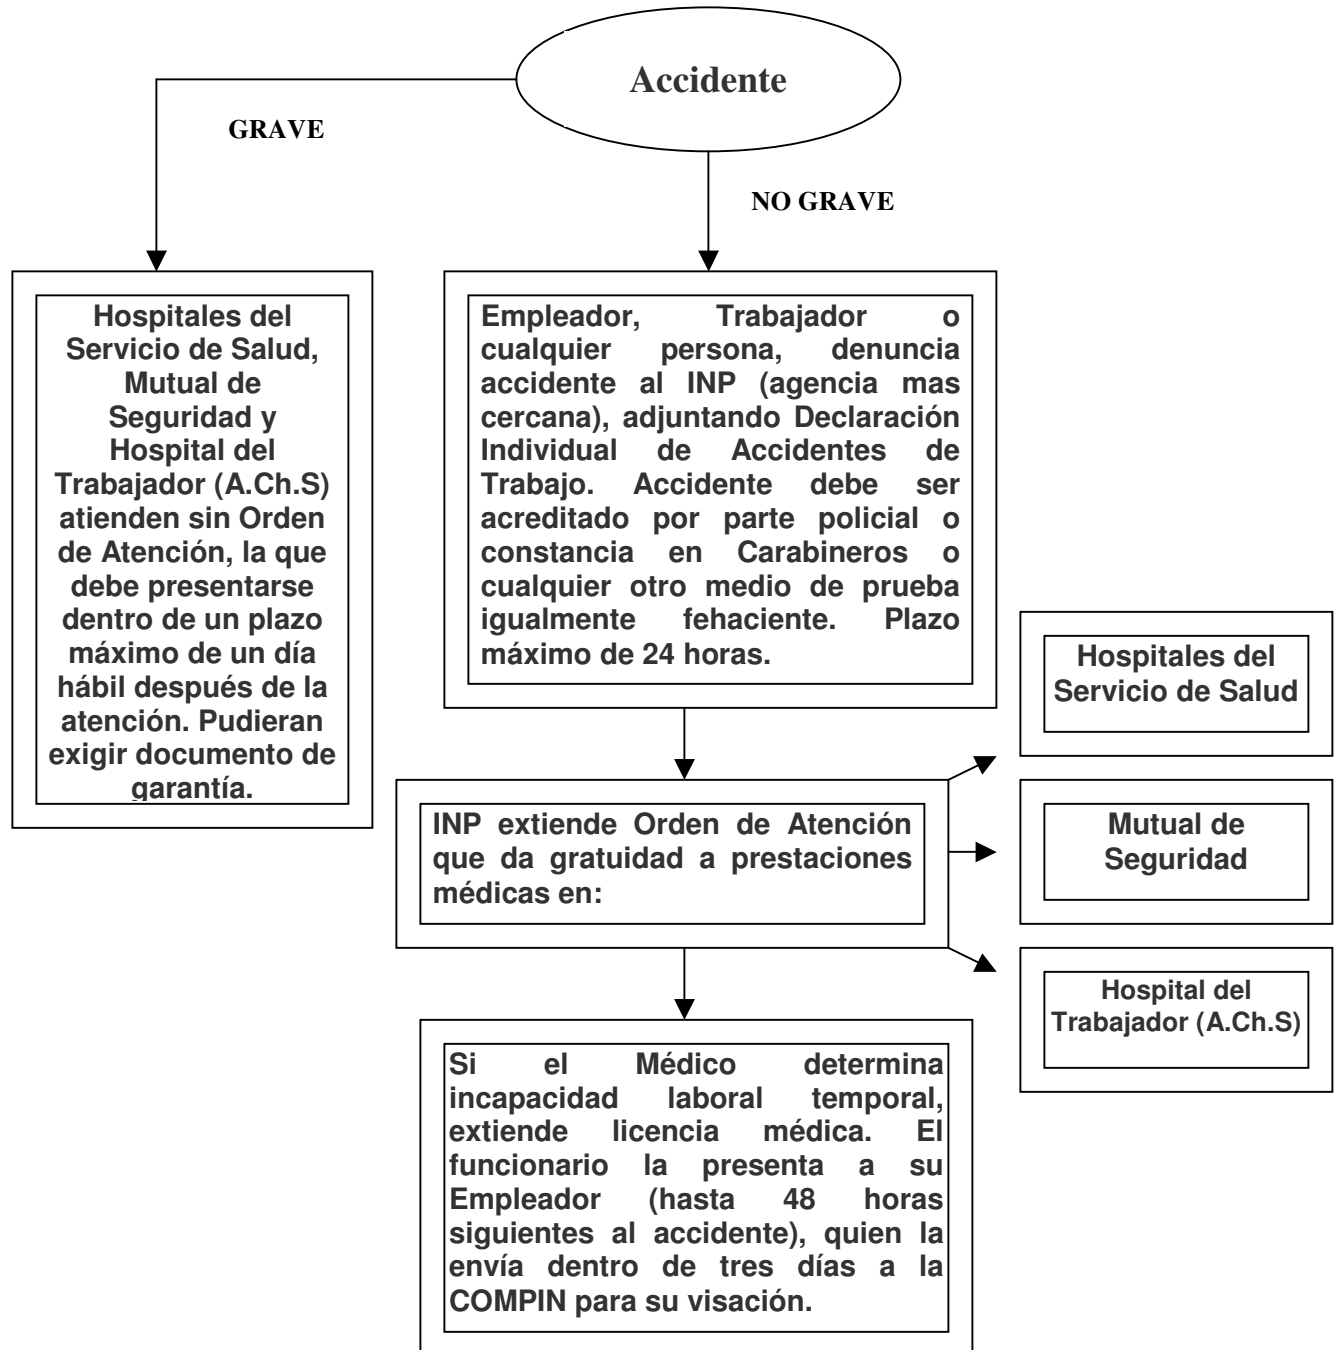 Accidente
GRAVE
NO GRAVE
Hospitales del
Servicio de Salud,
Mutual de
Seguridad y
Hospital del
Trabajador (A.Ch.S)
atienden sin Orden
de Atención, la que
debe presentarse
dentro de un plazo
máximo de un día
hábil después de la
atención. Pudieran
exigir documento de
garantía.
Empleador, Trabajador o
cualquier persona, denuncia
accidente al INP (agencia mas
cercana), adjuntando Declaración
Individual de Accidentes de
Trabajo. Accidente debe ser
acreditado por parte policial o
constancia en Carabineros o
cualquier otro medio de prueba
igualmente fehaciente. Plazo
máximo de 24 horas.
INP extiende Orden de Atención
que da gratuidad a prestaciones
médicas en:
Hospitales del
Servicio de Salud
Mutual de
Seguridad
Hospital del
Trabajador (A.Ch.S)
Si el Médico determina
incapacidad laboral temporal,
extiende licencia médica. El
funcionario la presenta a su
Empleador (hasta 48 horas
siguientes al accidente), quien la
envía dentro de tres días a la
COMPIN para su visación.